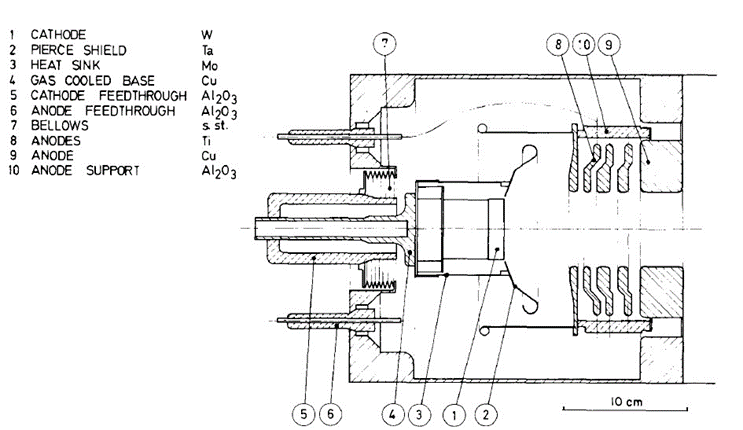 1 CATHODE W
2 PIERCE SHIELD Ta
3 HEAT SINK Mo
4 GAS COOLED BASE Cu
5 CATHODE FEEDTHROUGH Al2O3
6 ANODE FEEDTHROUGH Al2O3
7 BELLOWS s. st.
8 ANODES Ti
9 ANODE Cu
10 ANODE SUPPORT Al2O3
7 8 10 9
5 6 4 3 1 2
10 cm